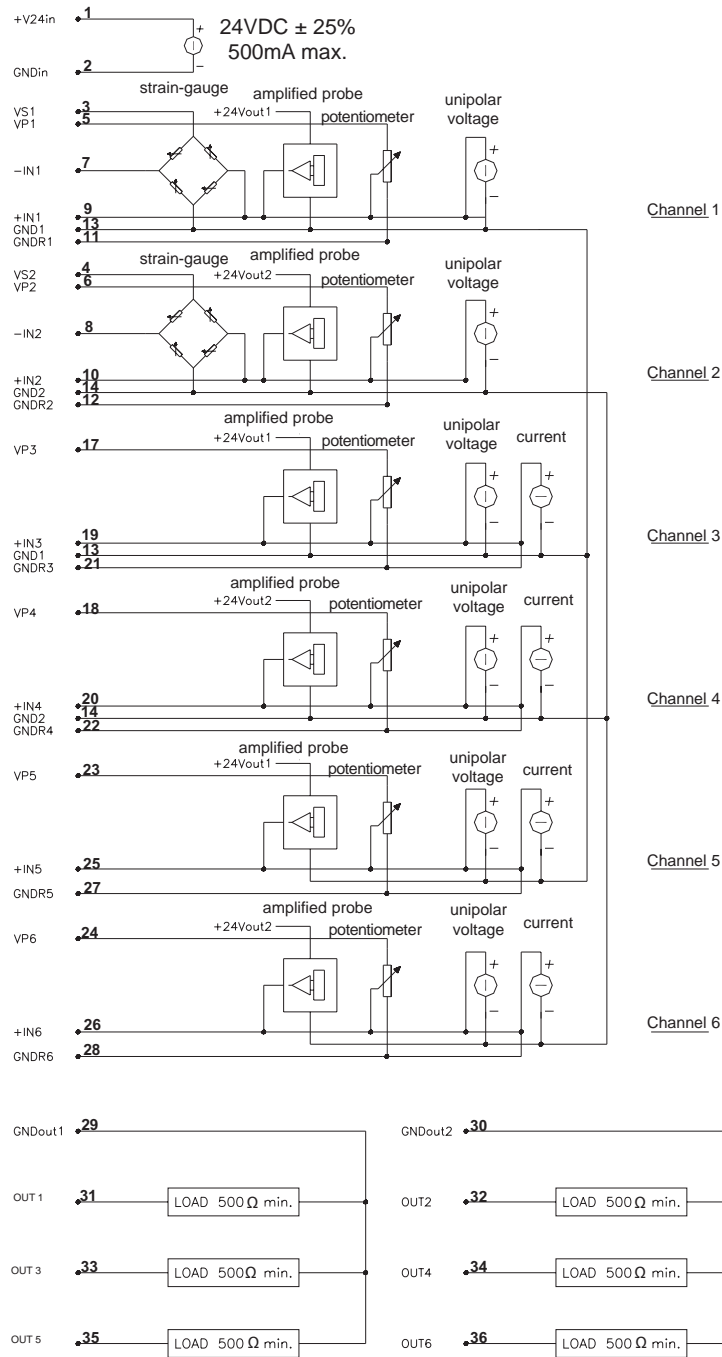 +V24in 1
24VDC ± 25%
500mA max.
GNDin 2
strain-gauge
amplified probe
+24Vout1
potentiometer
unipolar
voltage
VS1 3
VP1 5
-IN1 7
+IN1 9
GND1 13
GNDR1 11
Channel 1
strain-gauge
amplified probe
+24Vout2
potentiometer
unipolar
voltage
VS2 4
VP2 6
-IN2 8
+IN2 10
GND2 14
GNDR2 12
Channel 2
amplified probe
+24Vout1
potentiometer
unipolar
voltage
current
VP3 17
+IN3 19
GND1 13
GNDR3 21
Channel 3
amplified probe
+24Vout2
potentiometer
unipolar
voltage
current
VP4 18
+IN4 20
GND2 14
GNDR4 22
Channel 4
amplified probe
+24Vout1
potentiometer
unipolar
voltage
current
VP5 23
+IN5 25
GNDR5 27
Channel 5
amplified probe
+24Vout2
potentiometer
unipolar
voltage
current
VP6 24
+IN6 26
GNDR6 28
Channel 6
GNDout1 29
GNDout2 30
OUT 1 31 LOAD 500Ω min.
OUT2 32 LOAD 500Ω min.
OUT 3 33 LOAD 500Ω min.
OUT4 34 LOAD 500Ω min.
OUT 5 35 LOAD 500Ω min.
OUT6 36 LOAD 500Ω min.